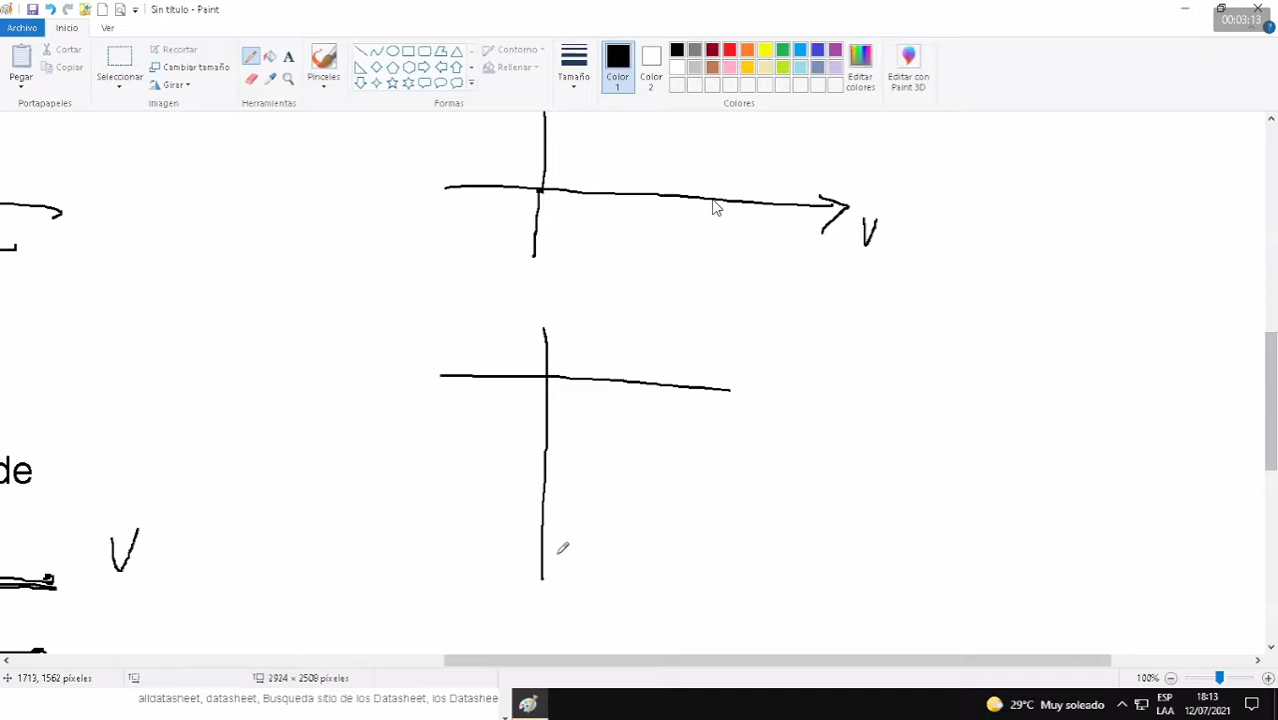 Sin título - Paint
00:03:13
Archivo Inicio Ver
Cortar Recortar Contorno
Copiar Cambiar tamaño Rellenar
Pegar Seleccionar Girar Pinceles Tamaño Color 1 Color 2 Editar colores Editar con Paint 3D
Portapapeles Imagen Herramientas Formas Colores
V
de
V
1713, 1562 píxeles 2924 × 2508 píxeles 100%
alldatasheet, datasheet, Busqueda sitio de los Datasheet, los Datashee
29°C Muy soleado ESP 18:13
LAA 12/07/2021